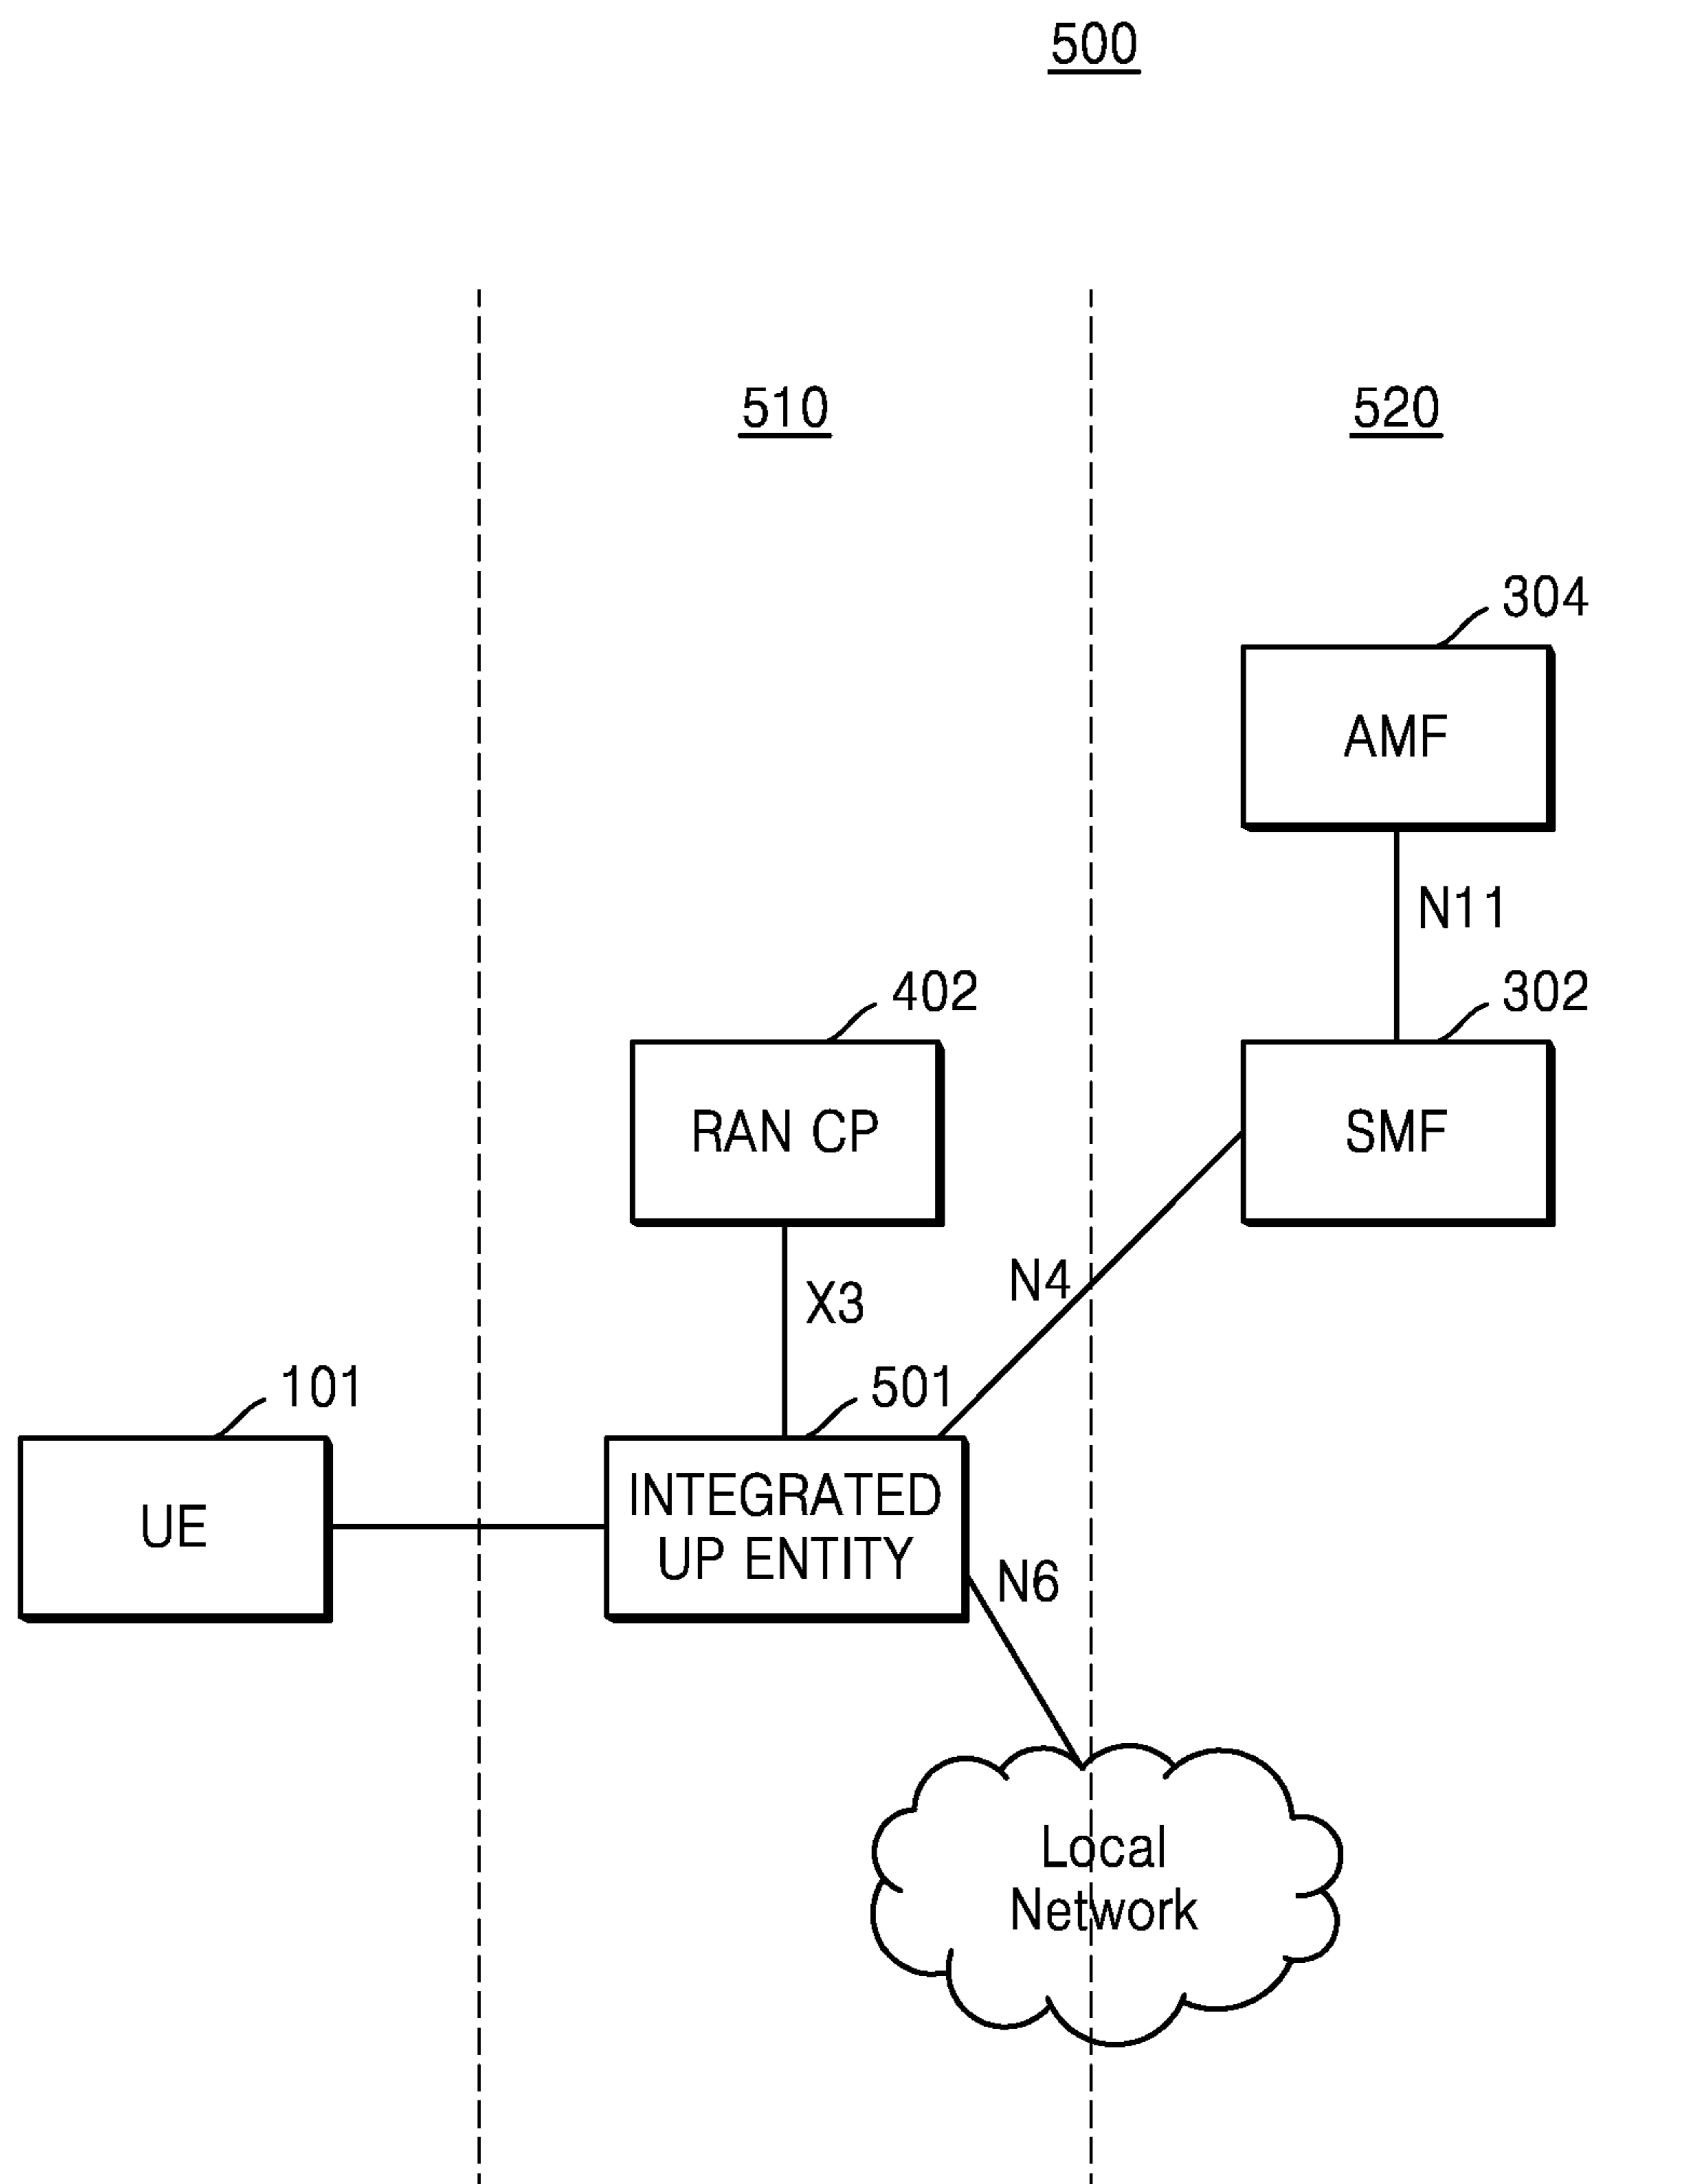 500
510
520
304
AMF
N11
402
302
RAN CP
SMF
N4
X3
101
501
UE
INTEGRATED
UP ENTITY
N6
Local
Network